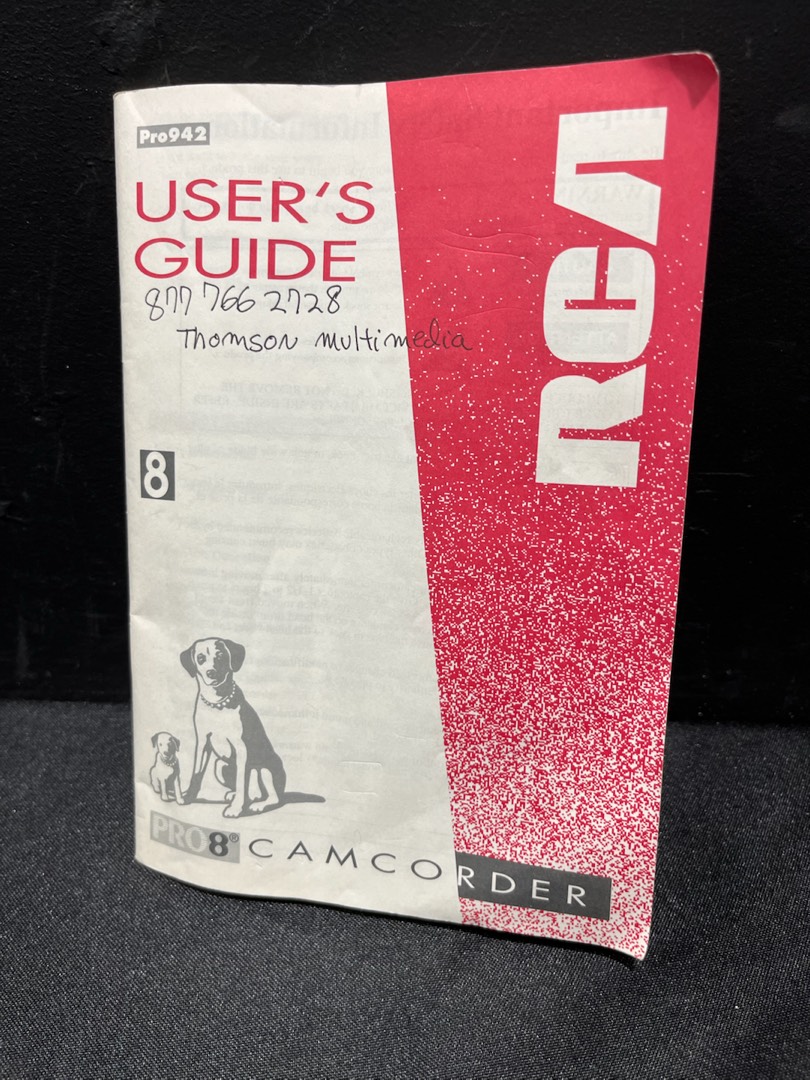 Pro942
USER'S
GUIDE
877 766 2728
Thomson multimedia
RCA
8
PRO8® CAMCORDER